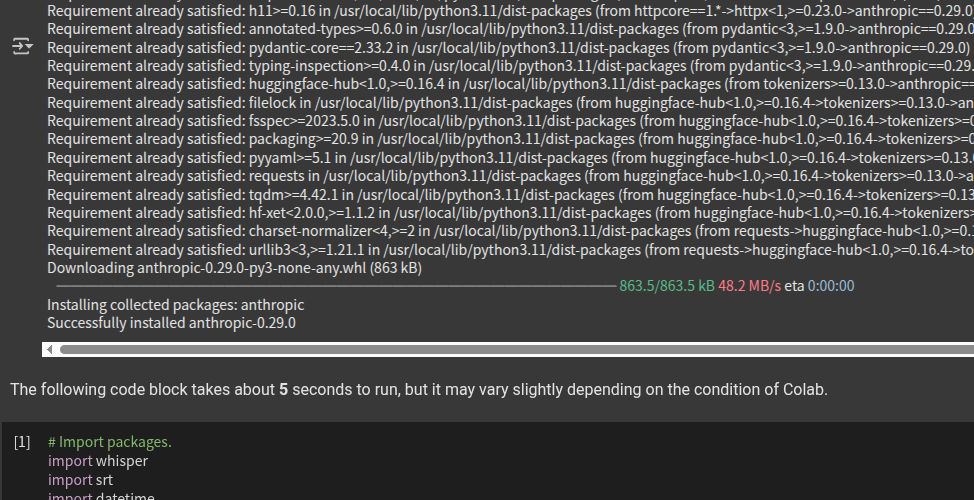 Requirement already satisfied: h11>=0.16 in /usr/local/lib/python3.11/dist-packages (from httpcore==1.*->httpx<1,>=0.23.0->anthropic==0.29.0
Requirement already satisfied: annotated-types>=0.6.0 in /usr/local/lib/python3.11/dist-packages (from pydantic<3,>=1.9.0->anthropic==0.29.0
Requirement already satisfied: pydantic-core==2.33.2 in /usr/local/lib/python3.11/dist-packages (from pydantic<3,>=1.9.0->anthropic==0.29.0)
Requirement already satisfied: typing-inspection>=0.4.0 in /usr/local/lib/python3.11/dist-packages (from pydantic<3,>=1.9.0->anthropic==0.29.
Requirement already satisfied: huggingface-hub<1.0,>=0.16.4 in /usr/local/lib/python3.11/dist-packages (from tokenizers>=0.13.0->anthropic==
Requirement already satisfied: filelock in /usr/local/lib/python3.11/dist-packages (from huggingface-hub<1.0,>=0.16.4->tokenizers>=0.13.0->an
Requirement already satisfied: fsspec>=2023.5.0 in /usr/local/lib/python3.11/dist-packages (from huggingface-hub<1.0,>=0.16.4->tokenizers>=0
Requirement already satisfied: packaging>=20.9 in /usr/local/lib/python3.11/dist-packages (from huggingface-hub<1.0,>=0.16.4->tokenizers>=0
Requirement already satisfied: pyyaml>=5.1 in /usr/local/lib/python3.11/dist-packages (from huggingface-hub<1.0,>=0.16.4->tokenizers>=0.13.
Requirement already satisfied: requests in /usr/local/lib/python3.11/dist-packages (from huggingface-hub<1.0,>=0.16.4->tokenizers>=0.13.0->a
Requirement already satisfied: tqdm>=4.42.1 in /usr/local/lib/python3.11/dist-packages (from huggingface-hub<1.0,>=0.16.4->tokenizers>=0.13
Requirement already satisfied: hf-xet<2.0.0,>=1.1.2 in /usr/local/lib/python3.11/dist-packages (from huggingface-hub<1.0,>=0.16.4->tokenizers>
Requirement already satisfied: charset-normalizer<4,>=2 in /usr/local/lib/python3.11/dist-packages (from requests->huggingface-hub<1.0,>=0.1
Requirement already satisfied: urllib3<3,>=1.21.1 in /usr/local/lib/python3.11/dist-packages (from requests->huggingface-hub<1.0,>=0.16.4->to
Downloading anthropic-0.29.0-py3-none-any.whl (863 kB)
863.5/863.5 kB 48.2 MB/s eta 0:00:00
Installing collected packages: anthropic
Successfully installed anthropic-0.29.0
The following code block takes about 5 seconds to run, but it may vary slightly depending on the condition of Colab.
[1] # Import packages.
import whisper
import srt
import datetime